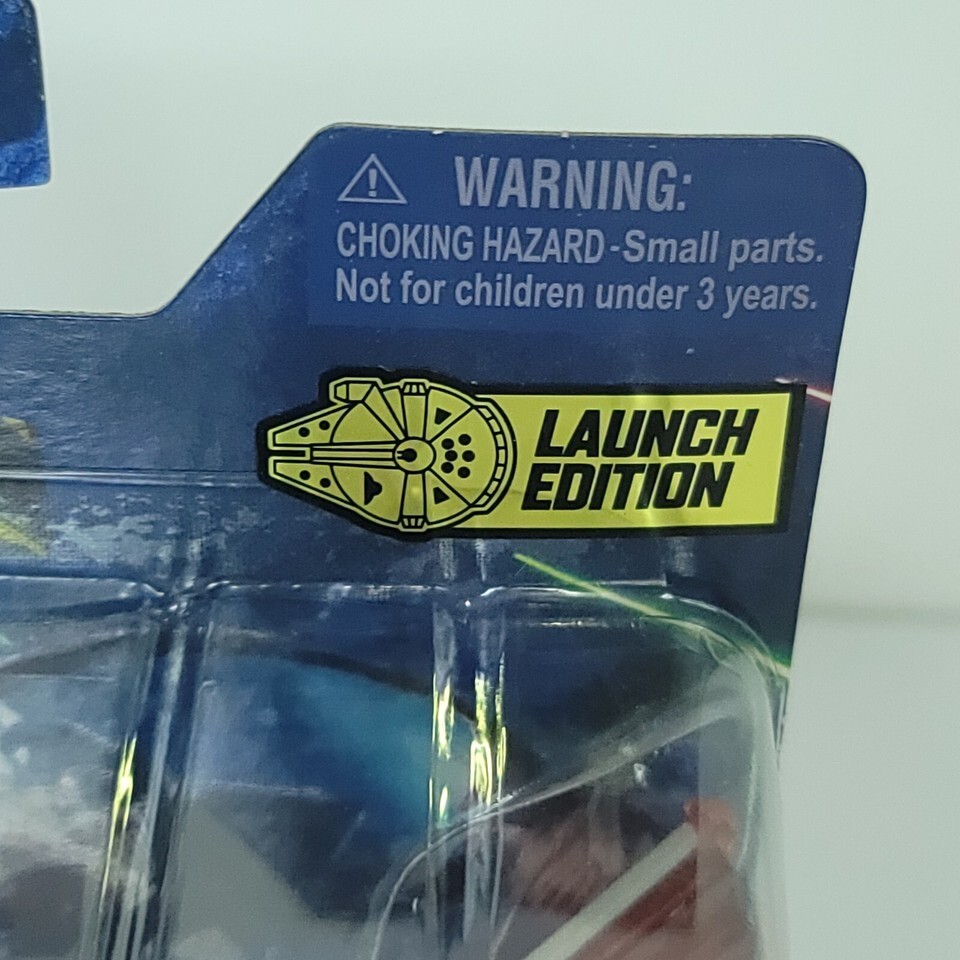 WARNING:
CHOKING HAZARD-Small parts.
Not for children under 3 years.
LAUNCH
EDITION